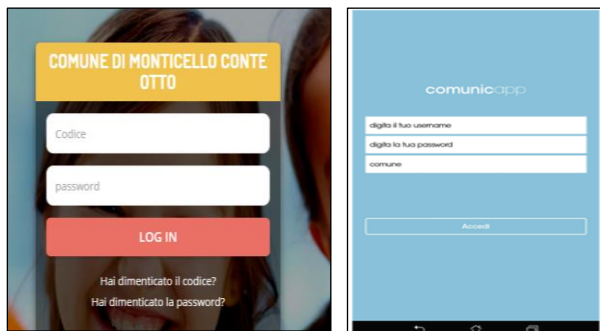 COMUNE DI MONTICELLO CONTE
OTTO
Codice
password
LOG IN
Hai dimenticato il codice?
Hai dimenticato la password?
comunicapp
digita il tuo username
digita la tua password
comune
Accedi